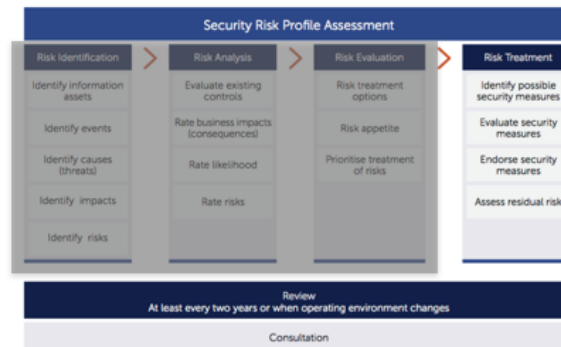 Security Risk Profile Assessment
Risk Identification
Identify information
assets
Identify events
Identify causes
(threats)
Identify impacts
Identify risks
Risk Analysis
Evaluate existing
controls
Rate business impacts
(consequences)
Rate likelihood
Rate risks
Risk Evaluation
Risk treatment
options
Risk appetite
Prioritise treatment
of risks
Risk Treatment
Identify possible
security measures
Evaluate security
measures
Endorse security
measures
Assess residual risk
Review
At least every two years or when operating environment changes
Consultation